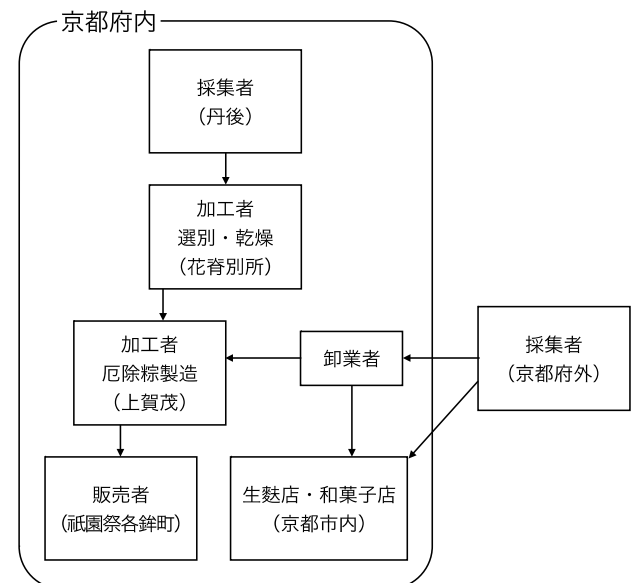 京都府内
採集者
（丹後）
加工者
選別・乾燥
（花脊別所）
加工者
厄除粽製造
（上賀茂）
卸業者
採集者
（京都府外）
販売者
（祇園祭各鉾町）
生麩店・和菓子店
（京都市内）